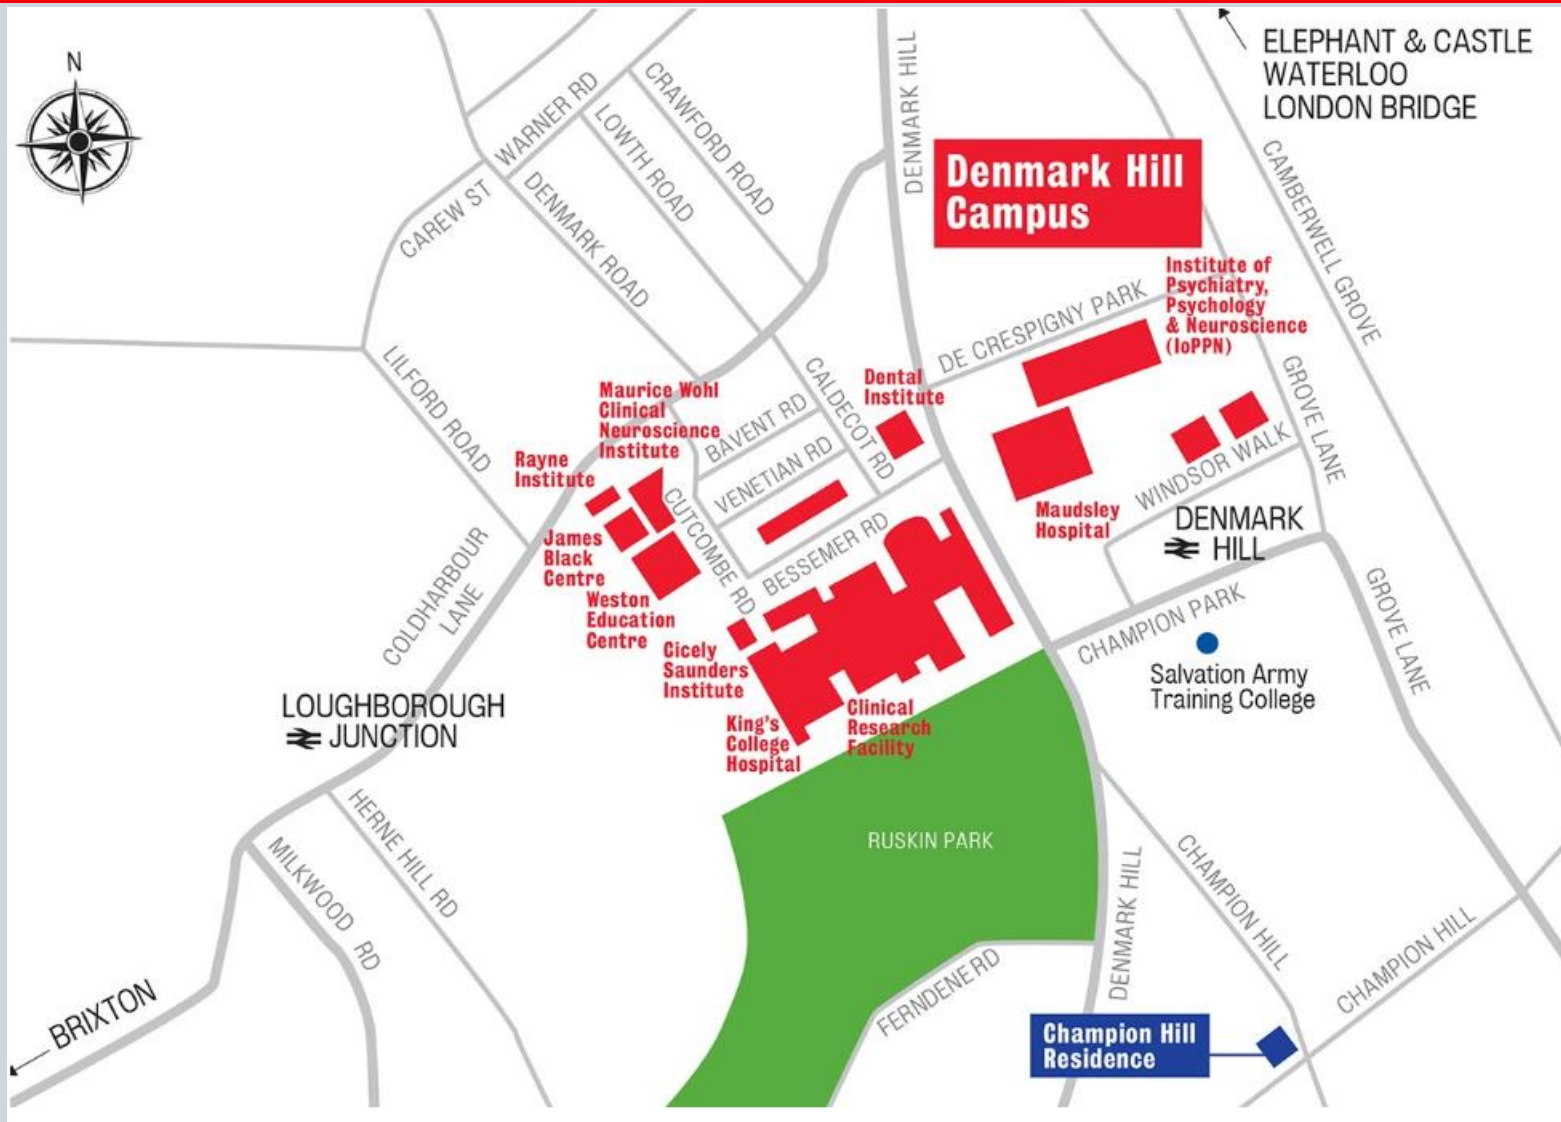 N
ELEPHANT & CASTLE
WATERLOO
LONDON BRIDGE
WARNER RD
CRAWFORD ROAD
LOWTH ROAD
DENMARK HILL
CAREW ST
DENMARK ROAD
Denmark Hill
Campus
CAMBERWELL GROVE
Institute of
Psychiatry,
Psychology
& Neuroscience
(IoPPN)
DE CRESPIGNY PARK
LILFORD ROAD
Maurice Wohl
Clinical
Neuroscience
Institute
BAVENT RD
CALDECOT RD
Dental
Institute
GROVE LANE
Rayne
Institute
VENETIAN RD
WINDSOR WALK
CUTCOMBE RD
Maudsley
Hospital
DENMARK
HILL
James
Black
Centre
BESSEMER RD
COLDHARBOUR
LANE
Weston
Education
Centre
CHAMPION PARK
GROVE LANE
Cicely
Saunders
Institute
Salvation Army
Training College
LOUGHBOROUGH
JUNCTION
King's
College
Hospital
Clinical
Research
Facility
HERNE HILL RD
MILKWOOD RD
RUSKIN PARK
DENMARK HILL
CHAMPION HILL
CHAMPION HILL
FERNDENE RD
BRIXTON
Champion Hill
Residence